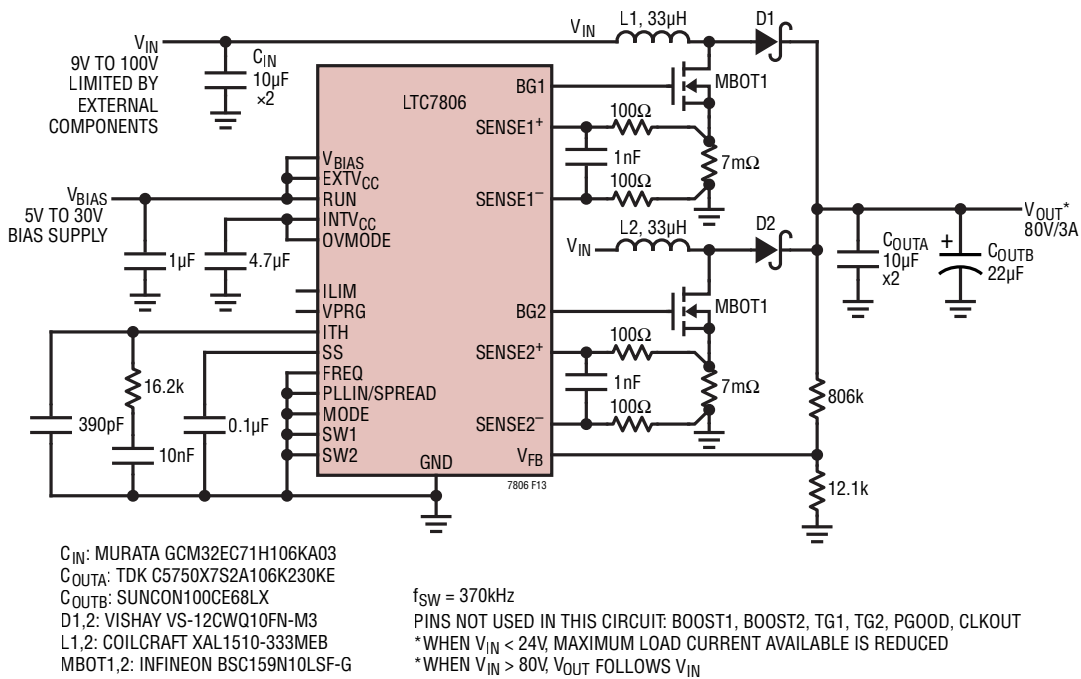 V_IN
9V TO 100V
LIMITED BY
EXTERNAL
COMPONENTS
C_IN
10µF
×2
V_IN
L1, 33µH
D1
LTC7806
BG1
MBOT1
SENSE1+
100Ω
1nF
7mΩ
100Ω
SENSE1−
V_BIAS
EXTV_CC
RUN
INTV_CC
OVMODE
V_BIAS
5V TO 30V
BIAS SUPPLY
1µF
4.7µF
V_IN
L2, 33µH
D2
V_OUT*
80V/3A
C_OUTA
10µF
x2
+
C_OUTB
22µF
ILIM
VPRG
ITH
SS
FREQ
PLLIN/SPREAD
MODE
SW1
SW2
BG2
MBOT1
SENSE2+
100Ω
1nF
7mΩ
100Ω
SENSE2−
V_FB
GND
16.2k
390pF
10nF
0.1µF
806k
12.1k
7806 F13
C_IN: MURATA GCM32EC71H106KA03
C_OUTA: TDK C5750X7S2A106K230KE
C_OUTB: SUNCON100CE68LX
D1,2: VISHAY VS-12CWQ10FN-M3
L1,2: COILCRAFT XAL1510-333MEB
MBOT1,2: INFINEON BSC159N10LSF-G
f_SW = 370kHz
PINS NOT USED IN THIS CIRCUIT: BOOST1, BOOST2, TG1, TG2, PGOOD, CLKOUT
*WHEN V_IN < 24V, MAXIMUM LOAD CURRENT AVAILABLE IS REDUCED
*WHEN V_IN > 80V, V_OUT FOLLOWS V_IN